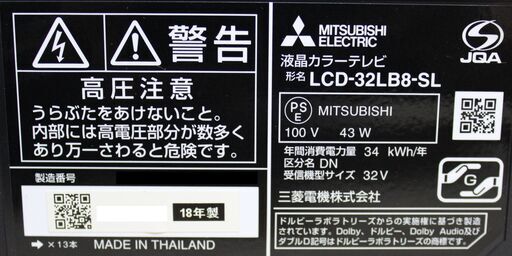 警告
高圧注意
うらぶたをあけないこと。
内部には高電圧部分が数多く
あり万一さわると危険です。
製造番号
18年製
→ ×13本
MADE IN THAILAND
MITSUBISHI
ELECTRIC
JQA
液晶カラーテレビ
形名 LCD-32LB8-SL
PS
E
MITSUBISHI
100 V 43 W
年間消費電力量 34 kWh/年
区分名 DN
受信機型サイズ 32V
三菱電機株式会社
G
ドルビーラボラトリーズからの実施権に基づき製造
されています。Dolby、ドルビー、Dolby Audio及び
ダブルD記号はドルビーラボラトリーズの商標です。